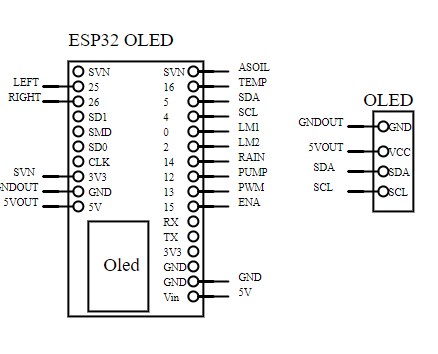 ESP32 OLED
SVN SVN ASOIL
LEFT 25 16 TEMP
RIGHT 26 5 SDA
SD1 4 SCL
SMD 0 LM1
SD0 2 LM2
CLK 14 RAIN
SVN 3V3 12 PUMP
NDOUT GND 13 PWM
5VOUT 5V 15 ENA
RX
TX
3V3
GND
GND GND
Vin 5V
Oled
OLED
GNDOUT GND
5VOUT VCC
SDA SDA
SCL SCL